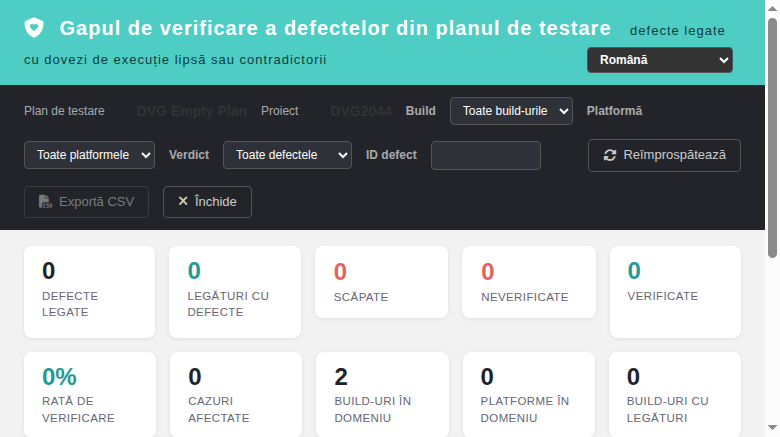 Gapul de verificare a defectelor din planul de testare defecte legate
cu dovezi de execuție lipsă sau contradictorii
Română
Plan de testare : DVG Empty Plan Proiect : DVG2044 Build Toate build-urile Platformă
Toate platformele Verdict Toate defectele ID defect Reîmprospătează
Exportă CSV Închide
0 0 0 0 0
DEFECTE LEGATE LEGĂTURI CU DEFECTE SCĂPATE NEVERIFICATE VERIFICATE
0% 0 2 0 0
RATĂ DE VERIFICARE CAZURI AFECTATE BUILD-URI ÎN DOMENIU PLATFORME ÎN DOMENIU BUILD-URI CU LEGĂTURI